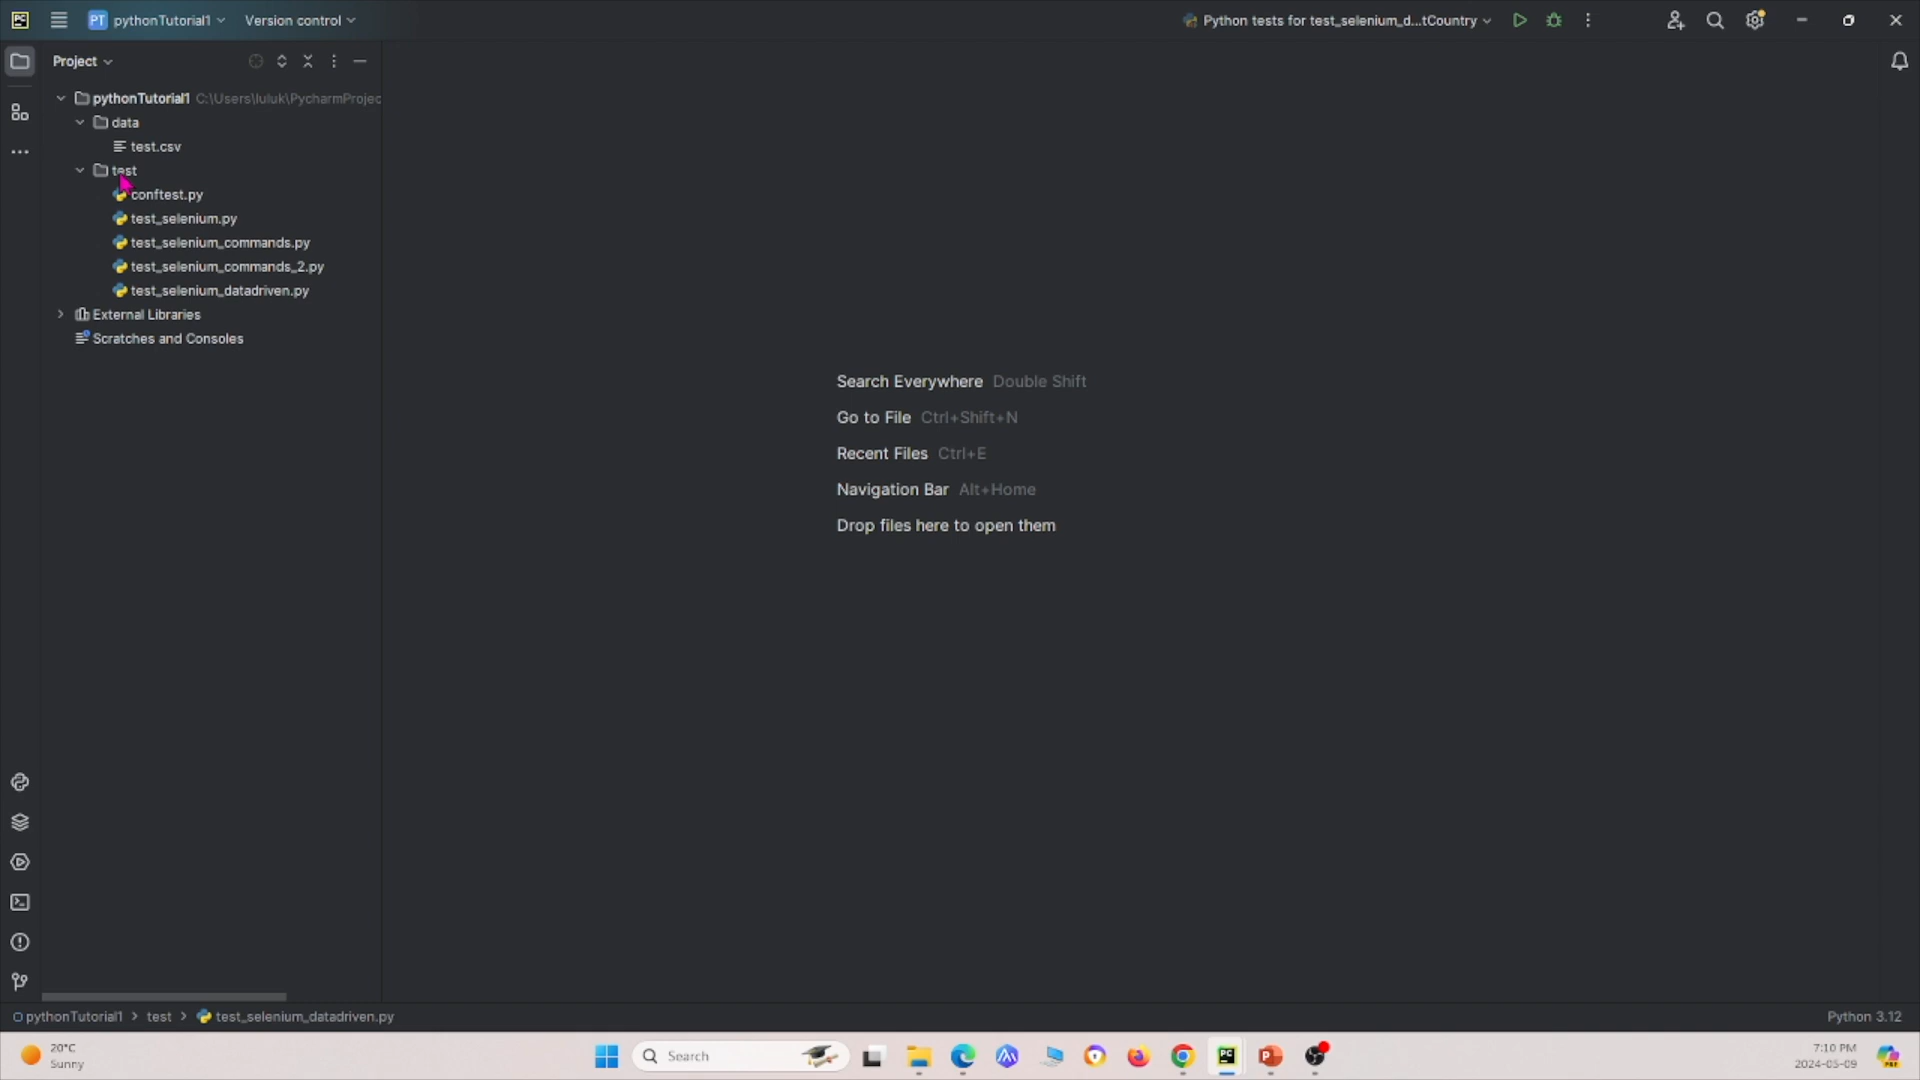 PC PT pythonTutorial1 Version control Python tests for test_selenium_d...tCountry
Project
pythonTutorial1 C:\Users\luluk\PycharmProjec
data
test.csv
test
conftest.py
test_selenium.py
test_selenium_commands.py
test_selenium_commands_2.py
test_selenium_datadriven.py
External Libraries
Scratches and Consoles
Search Everywhere Double Shift
Go to File Ctrl+Shift+N
Recent Files Ctrl+E
Navigation Bar Alt+Home
Drop files here to open them
pythonTutorial1 > test > test_selenium_datadriven.py Python 3.12
20°C
Sunny
Search
7:10 PM
2024-05-09